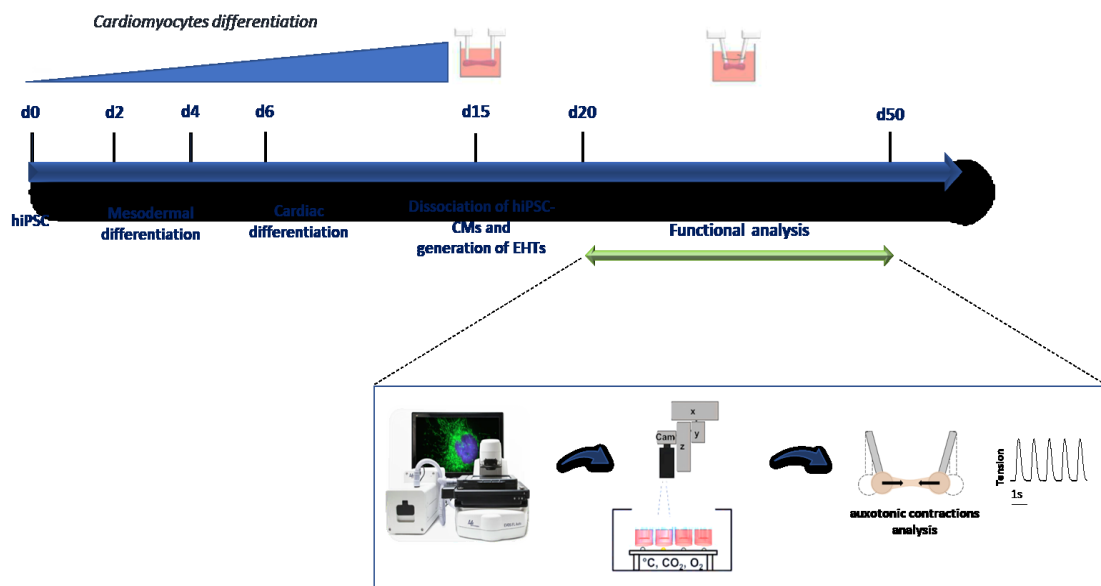 Cardiomyocytes differentiation
d0
d2
d4
d6
d15
d20
d50
hiPSC
Mesodermal
differentiation
Cardiac
differentiation
Dissociation of hiPSC-
CMs and
generation of EHTs
Functional analysis
x
Cam
y
z
°C, CO₂, O₂
auxotonic contractions
analysis
Tension
1s